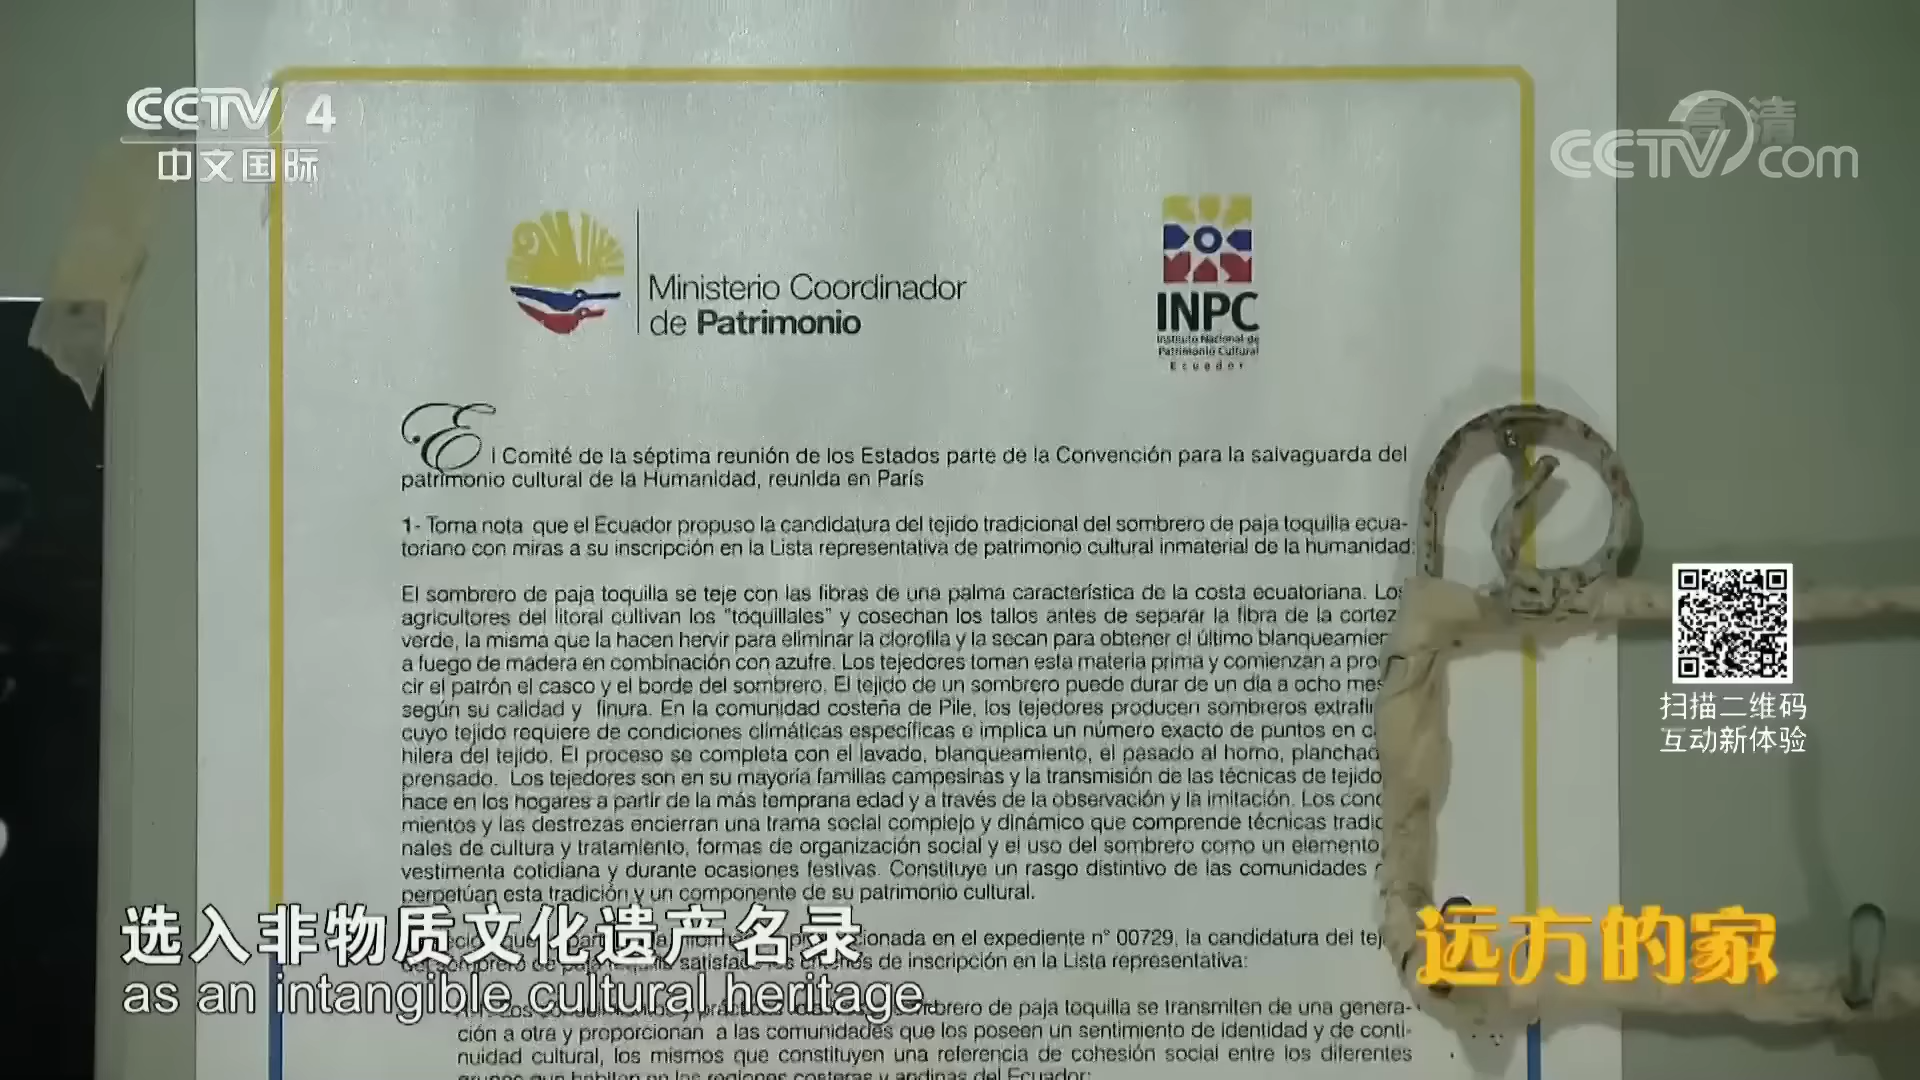 CCTV 4
中文国际
高清
CCTV com
Ministerio Coordinador
de Patrimonio
INPC
Instituto Nacional de
Patrimonio Cultural
Ecuador
El Comité de la séptima reunión de los Estados parte de la Convención para la salvaguarda del
patrimonio cultural de la Humanidad, reunida en París
1- Toma nota que el Ecuador propuso la candidatura del tejido tradicional del sombrero de paja toquilla ecua-
toriano con miras a su inscripción en la Lista representativa de patrimonio cultural inmaterial de la humanidad:
El sombrero de paja toquilla se teje con las fibras de una palma característica de la costa ecuatoriana. Los
agricultores del litoral cultivan los "toquillales" y cosechan los tallos antes de separar la fibra de la cortez
verde, la misma que la hacen hervir para eliminar la clorofila y la secan para obtener el último blanqueamien
a fuego de madera en combinación con azufre. Los tejedores toman esta materia prima y comienzan a pro
cir el patrón el casco y el borde del sombrero. El tejido de un sombrero puede durar de un día a ocho mes
según su calidad y finura. En la comunidad costeña de Pile, los tejedores producen sombreros extrafi
cuyo tejido requiere de condiciones climáticas específicas e implica un número exacto de puntos en c
hilera del tejido. El proceso se completa con el lavado, blanqueamiento, el pasado al horno, planchad
prensado. Los tejedores son en su mayoría familias campesinas y la transmisión de las técnicas de tejido
hace en los hogares a partir de la más temprana edad y a través de la observación y la imitación. Los cono
mientos y las destrezas encierran una trama social complejo y dinámico que comprende técnicas tradic
nales de cultura y tratamiento, formas de organización social y el uso del sombrero como un elemento
vestimenta cotidiana y durante ocasiones festivas. Constituye un rasgo distintivo de las comunidades
perpetúan esta tradición y un componente de su patrimonio cultural.
cionada en el expediente n° 00729, la candidatura del tej
del sombrero de paja satisface los criterios de inscripción en la Lista representativa:
sombrero de paja toquilla se transmiten de una genera-
ción a otra y proporcionan a las comunidades que los poseen un sentimiento de identidad y de conti-
nuidad cultural, los mismos que constituyen una referencia de cohesión social entre los diferentes
grupos que habitan en las regiones costeras y andinas del Ecuador;
扫描二维码
互动新体验
选入非物质文化遗产名录
as an intangible cultural heritage.
远方的家